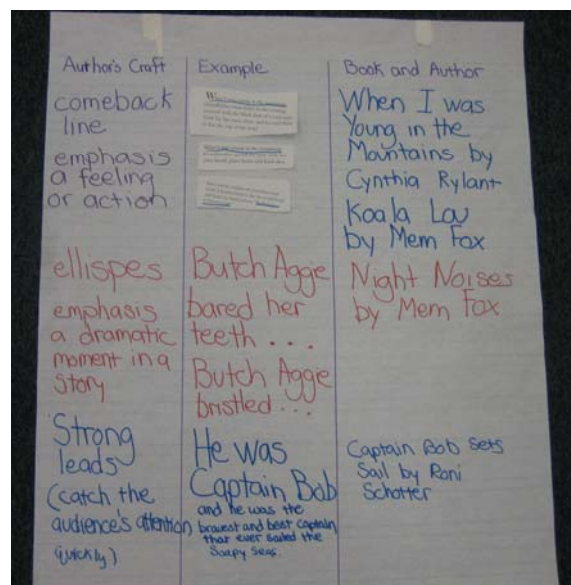 Author's Craft
Example
Book and Author
comeback
line
emphasis
a feeling
or action
When I was
Young in the
Mountains by
Cynthia Rylant
Koala Lou
by Mem Fox
ellispes
emphasis
a dramatic
moment in a
story
Butch Aggie
bared her
teeth . . .
Butch Aggie
bristled . . .
Night Noises
by Mem Fox
Strong
leads
(catch the
audience's attention
quickly)
He was
Captain Bob
and he was the
bravest and best captain
that ever sailed the
Soapy Seas.
Captain Bob Sets
Sail by Roni
Schotter